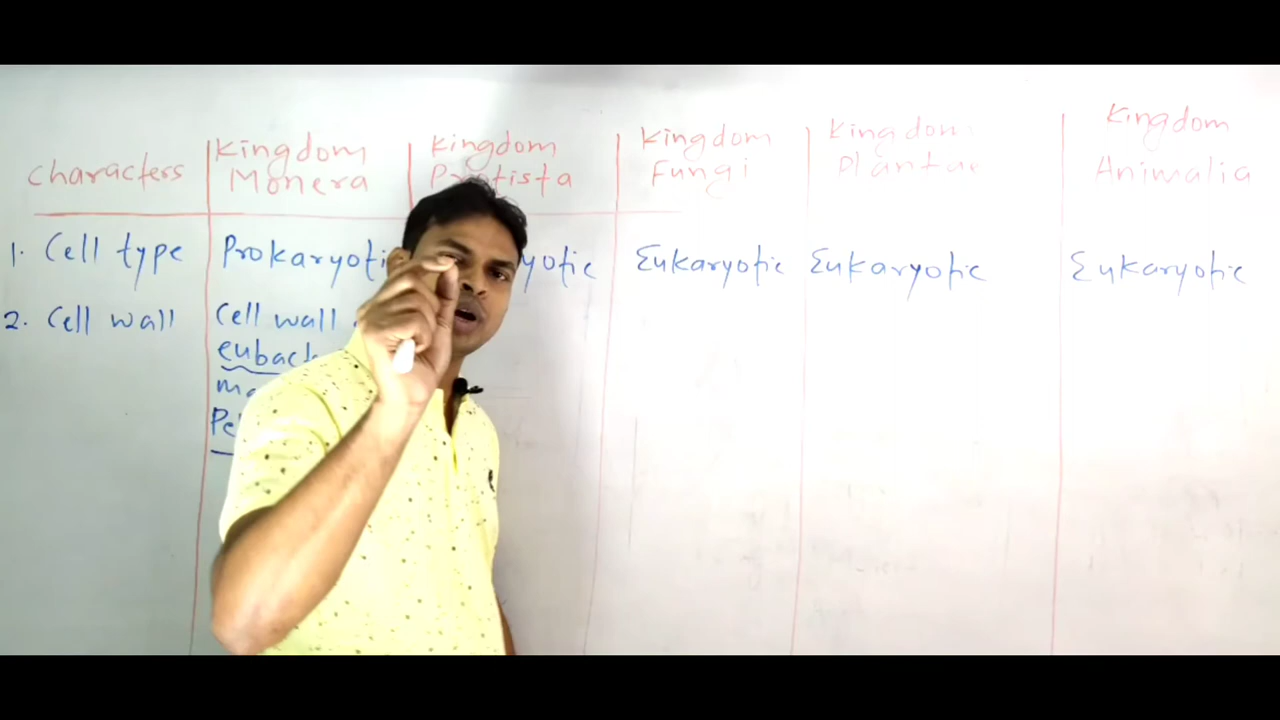 Characters
Kingdom Monera
Kingdom
Kingdom Fungi
Kingdom Plantae
Kingdom Animalia
1. Cell type
Eukaryotic
Eukaryotic
Eukaryotic
2. Cell wall
Cell wall